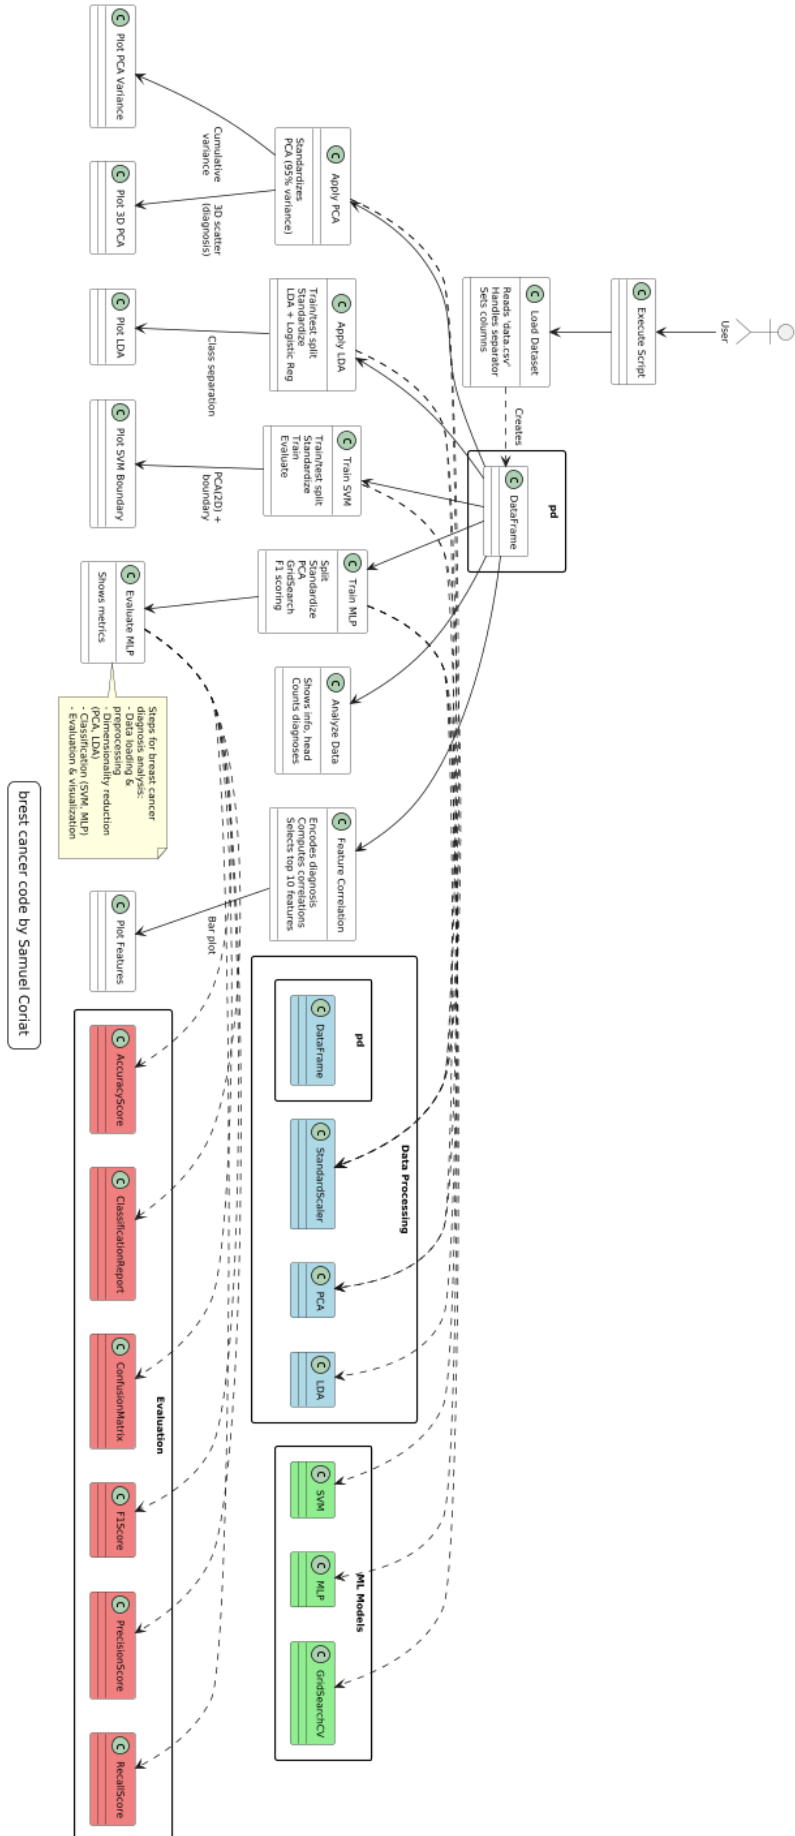 User
C Execute Script
C Load Dataset
Reads 'data.csv'
Handles separator
Sets columns
Creates
pd
C DataFrame
C Apply PCA
Standardizes
PCA (95% variance)
C Apply LDA
Train/test split
Standardize
LDA + Logistic Reg
C Train SVM
Train/test split
Standardize
Train
Evaluate
C Train MLP
Split
Standardize
PCA
GridSearch
F1 scoring
C Analyze Data
Shows info, head
Counts diagnoses
C Feature Correlation
Encodes diagnosis
Computes correlations
Selects top 10 features
Data Processing
pd
C DataFrame
C StandardScaler
C PCA
C LDA
ML Models
C SVM
C MLP
C GridSearchCV
Cumulative
variance
3D scatter
(diagnosis)
Class separation
PCA(2D) +
boundary
Bar plot
C Plot PCA Variance
C Plot 3D PCA
C Plot LDA
C Plot SVM Boundary
C Evaluate MLP
Shows metrics
Steps for breast cancer
diagnosis analysis:
- Data loading &
preprocessing
- Dimensionality reduction
(PCA, LDA)
- Classification (SVM, MLP)
- Evaluation & visualization
C Plot Features
Evaluation
C AccuracyScore
C ClassificationReport
C ConfusionMatrix
C F1Score
C PrecisionScore
C RecallScore
brest cancer code by Samuel Coriat